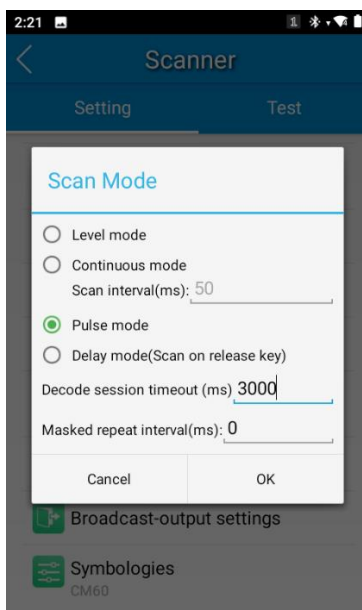 2:21
Scanner
Setting Test
Scan Mode
Level mode
Continuous mode
Scan interval(ms): 50
Pulse mode
Delay mode(Scan on release key)
Decode session timeout (ms) 3000
Masked repeat interval(ms): 0
Cancel OK
Broadcast-output settings
Symbologies
CM60